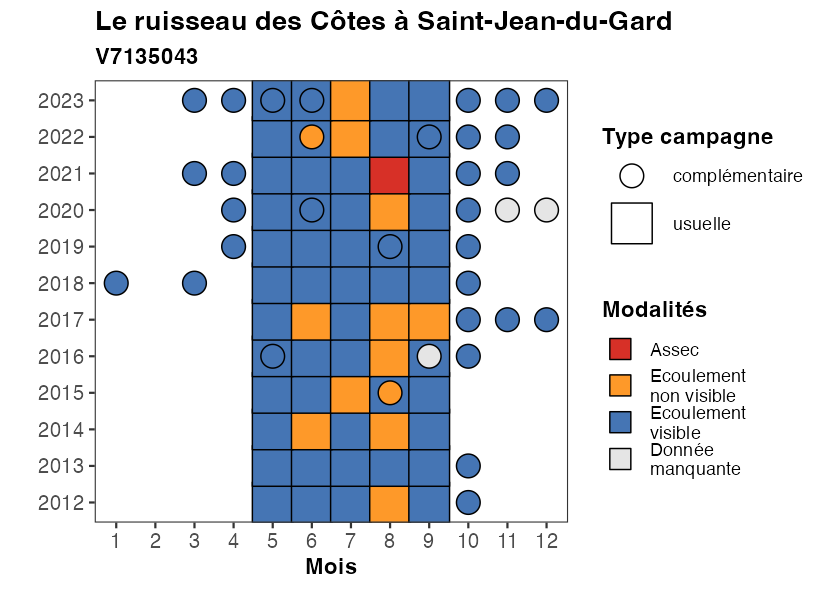 Le ruisseau des Côtes à Saint-Jean-du-Gard
V7135043
2023
2022
2021
2020
2019
2018
2017
2016
2015
2014
2013
2012
1 2 3 4 5 6 7 8 9 10 11 12
Mois
Type campagne
complémentaire
usuelle
Modalités
Assec
Ecoulement
non visible
Ecoulement
visible
Donnée
manquante